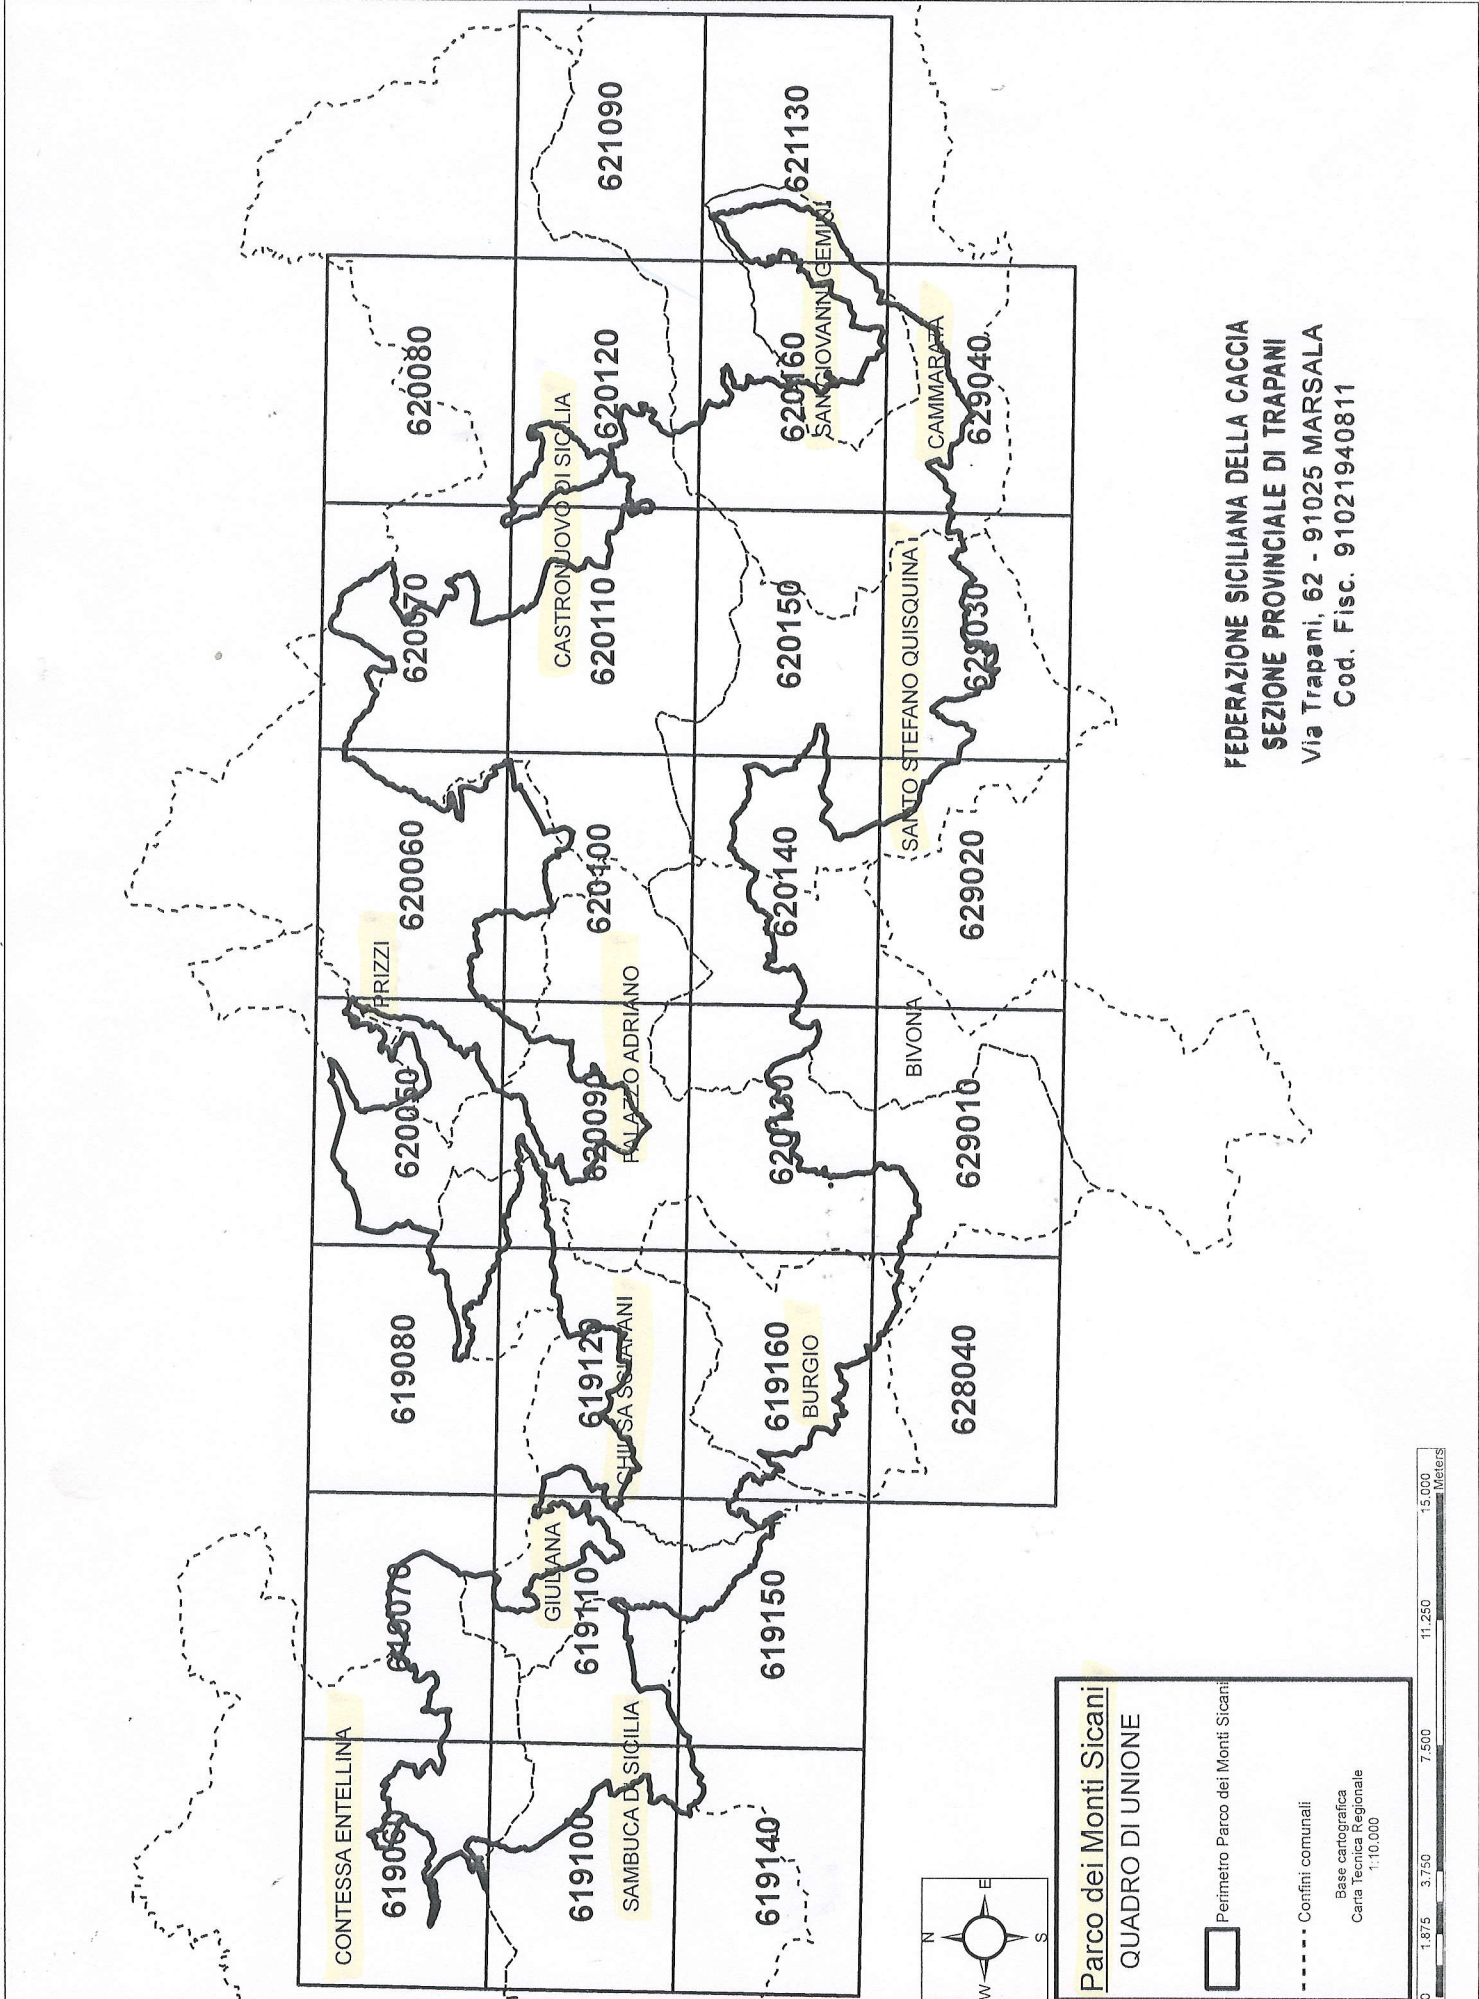 CONTESSA ENTELLINA
PRIZZI
619060
619070
619080
620050
620060
620070
620080
GIULIANA
CASTRONUOVO DI SICILIA
619100
619110
619120
620090
620100
620110
620120
621090
SAMBUCA DI SICILIA
CHIUSA SCLAFANI
PALAZZO ADRIANO
619140
619150
619160
620130
620140
620150
620160
621130
BURGIO
SAN GIOVANNI GEMINI
BIVONA
SANTO STEFANO QUISQUINA
CAMMARATA
628040
629010
629020
629030
629040
N
W
E
S
Parco dei Monti Sicani
QUADRO DI UNIONE
Perimetro Parco dei Monti Sicani
Confini comunali
Base cartografica
Carta Tecnica Regionale
1:10.000
0 1.875 3.750 7.500 11.250 15.000
Meters
FEDERAZIONE SICILIANA DELLA CACCIA
SEZIONE PROVINCIALE DI TRAPANI
Via Trapani, 62 - 91025 MARSALA
Cod. Fisc. 91021940811